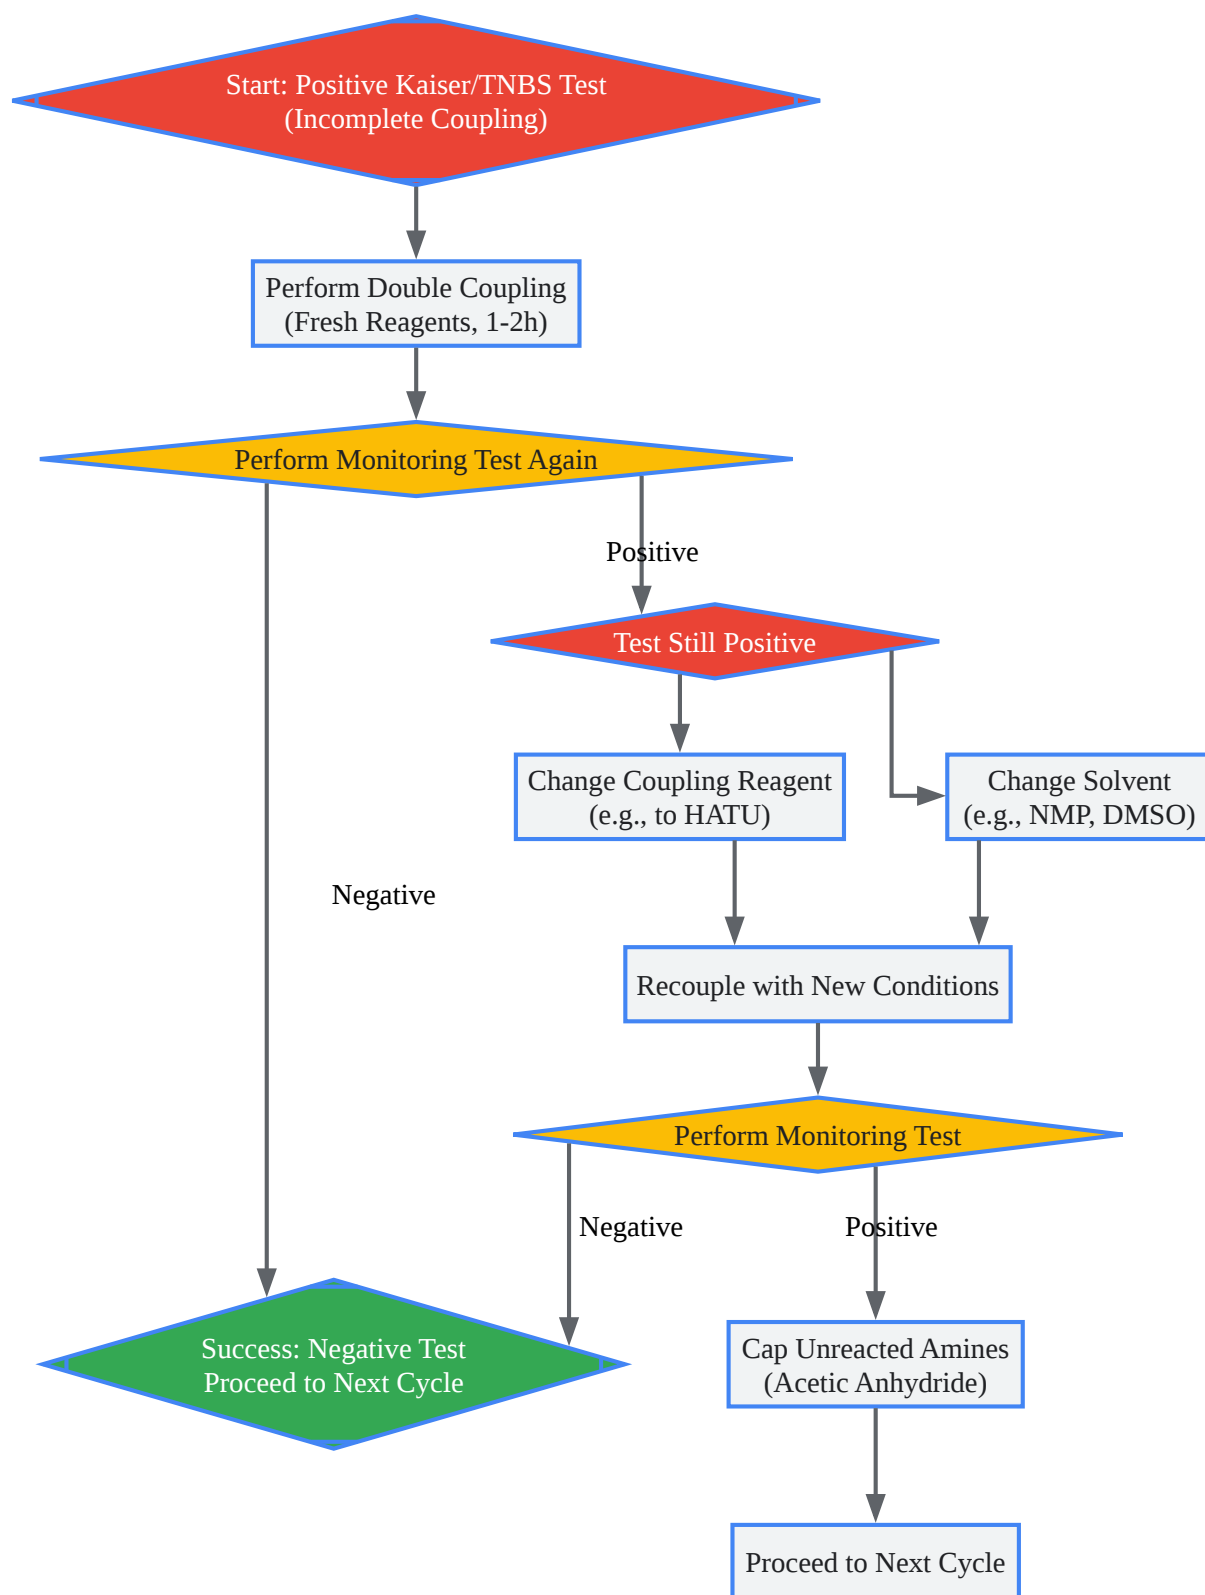 Start: Positive Kaiser/TNBS Test
(Incomplete Coupling)
Perform Double Coupling
(Fresh Reagents, 1-2h)
Perform Monitoring Test Again
Positive
Test Still Positive
Change Coupling Reagent
(e.g., to HATU)
Change Solvent
(e.g., NMP, DMSO)
Negative
Recouple with New Conditions
Perform Monitoring Test
Negative
Positive
Success: Negative Test
Proceed to Next Cycle
Cap Unreacted Amines
(Acetic Anhydride)
Proceed to Next Cycle